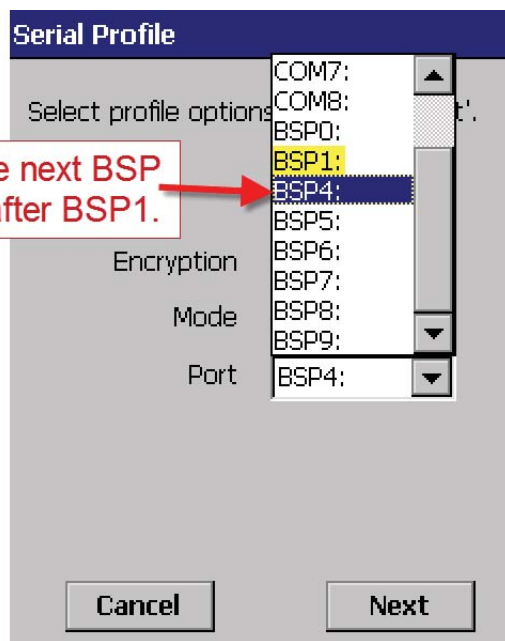 Serial Profile
COM7:
COM8:
Select profile options t'.
BSP0:
BSP1:
e next BSP
BSP4:
after BSP1.
BSP5:
BSP6:
Encryption
BSP7:
Mode
BSP8:
BSP9:
Port BSP4:
Cancel Next